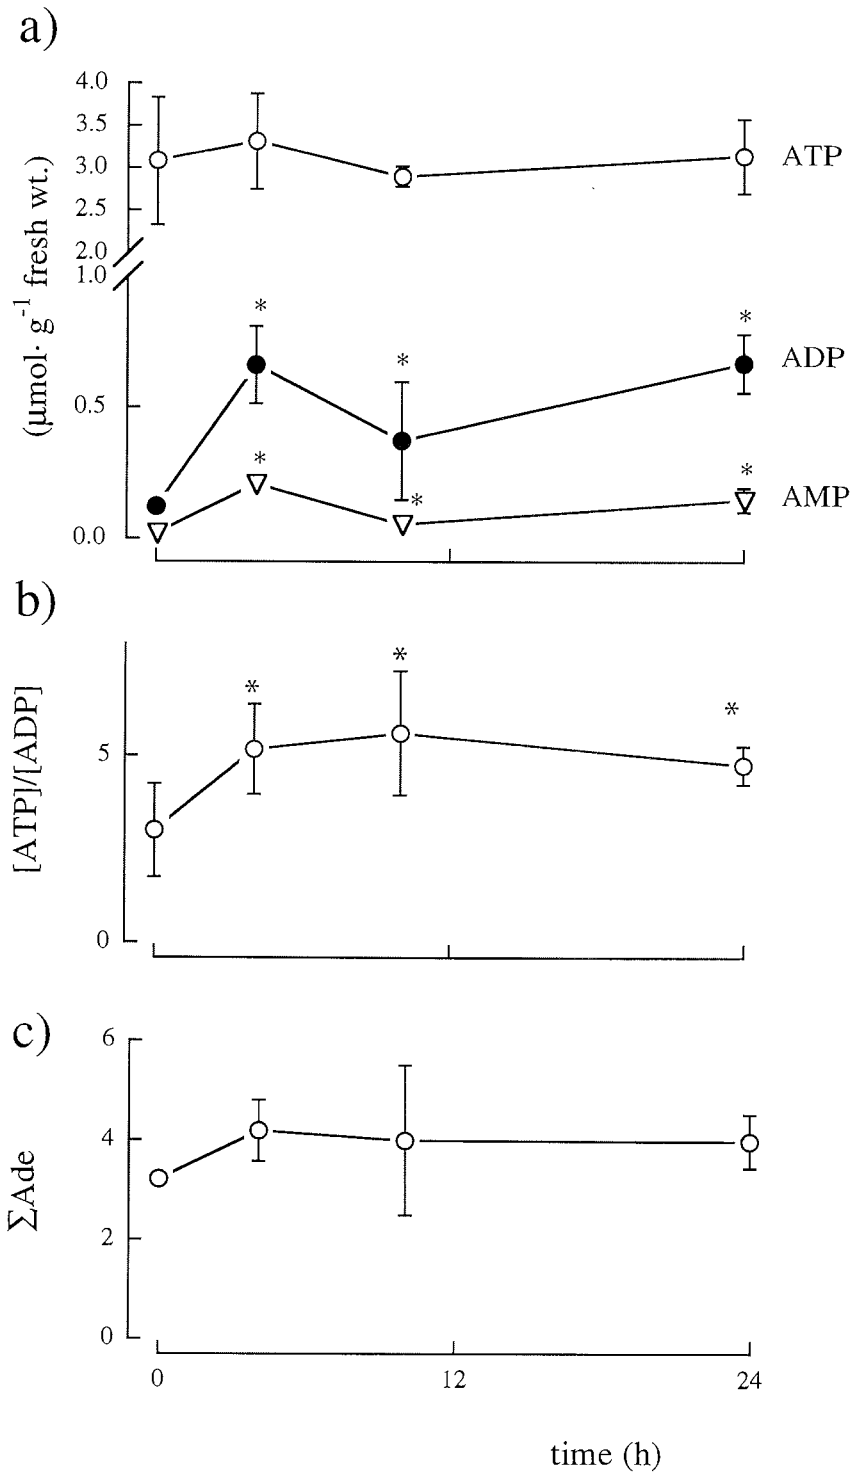 a)
4.0
3.5
3.0
2.5
2.0
1.0
0.5
0.0
(µmol· g⁻¹ fresh wt.)
ATP
*
*
*
ADP
*
*
*
AMP
b)
5
0
[ATP]/[ADP]
*
*
*
c)
6
4
2
0
ΣAde
0 12 24
time (h)